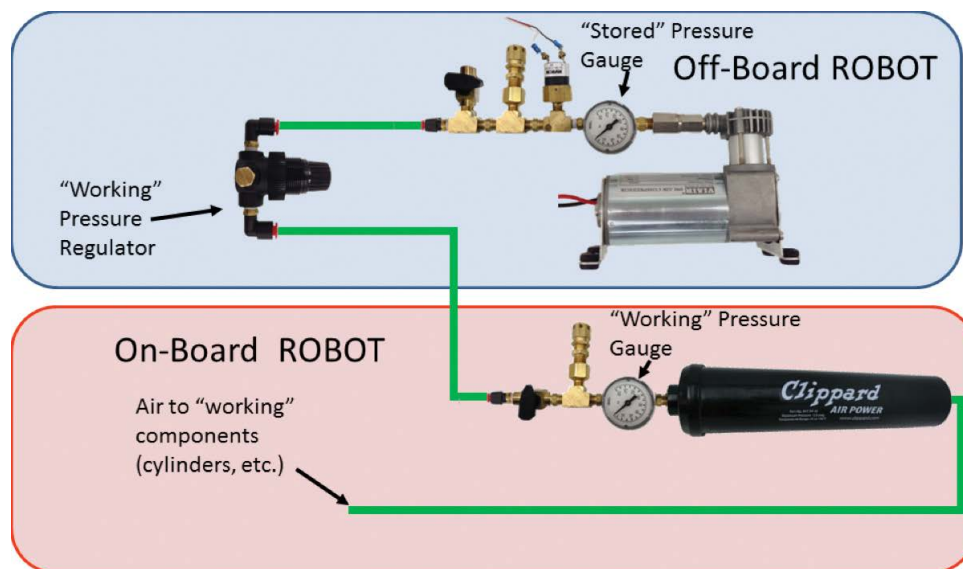 "Stored" Pressure
Gauge
Off-Board ROBOT
"Working"
Pressure
Regulator
VIAIR
On-Board ROBOT
"Working" Pressure
Gauge
Clippard
AIR POWER
Air to "working"
components
(cylinders, etc.)